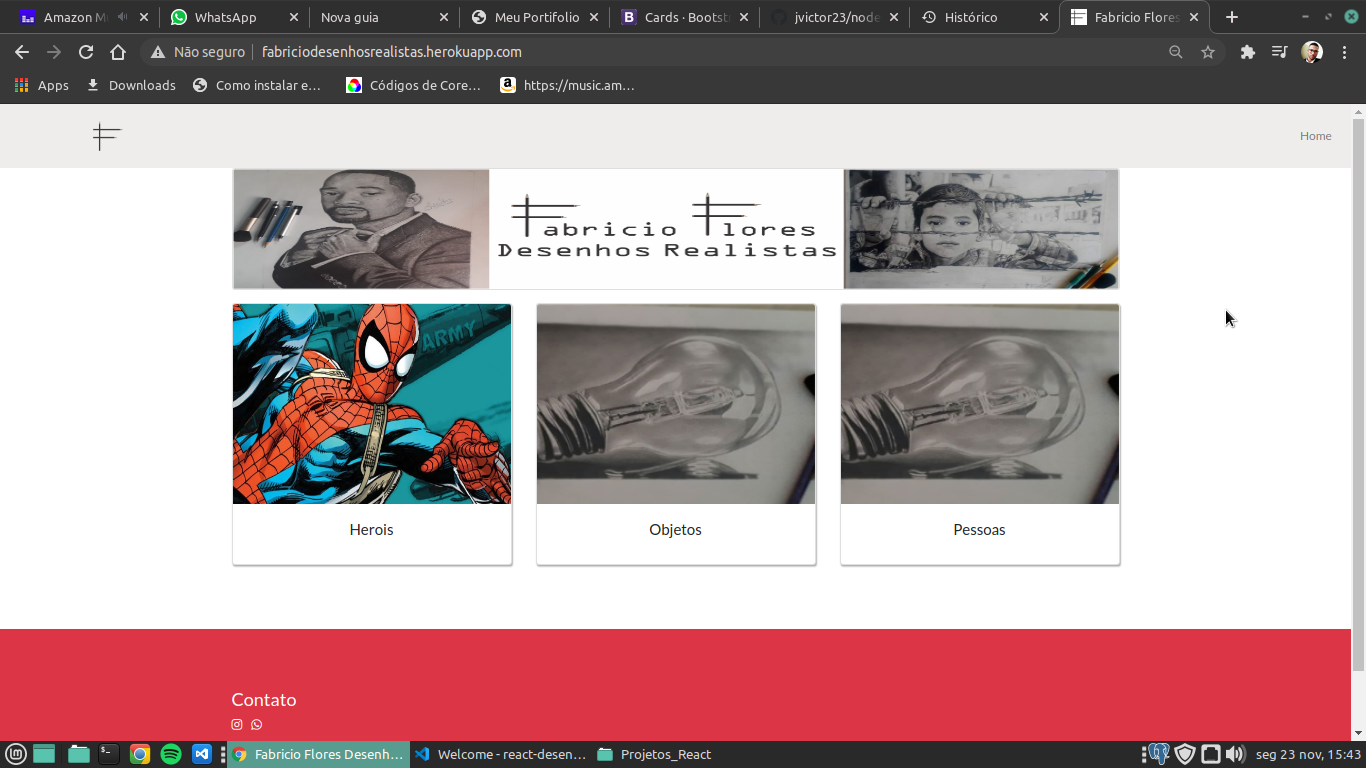 Amazon M
WhatsApp
Nova guia
Meu Portifolio
Cards · Bootst
jvictor23/node
Histórico
Fabricio Flores
Não seguro
fabriciodesenhosrealistas.herokuapp.com
Apps
Downloads
Como instalar e…
Códigos de Core…
https://music.am…
Home
Fabricio Flores
Desenhos Realistas
ARMY
Herois
Objetos
Pessoas
Contato
Fabricio Flores Desenh…
Welcome - react-desen…
Projetos_React
seg 23 nov, 15:43